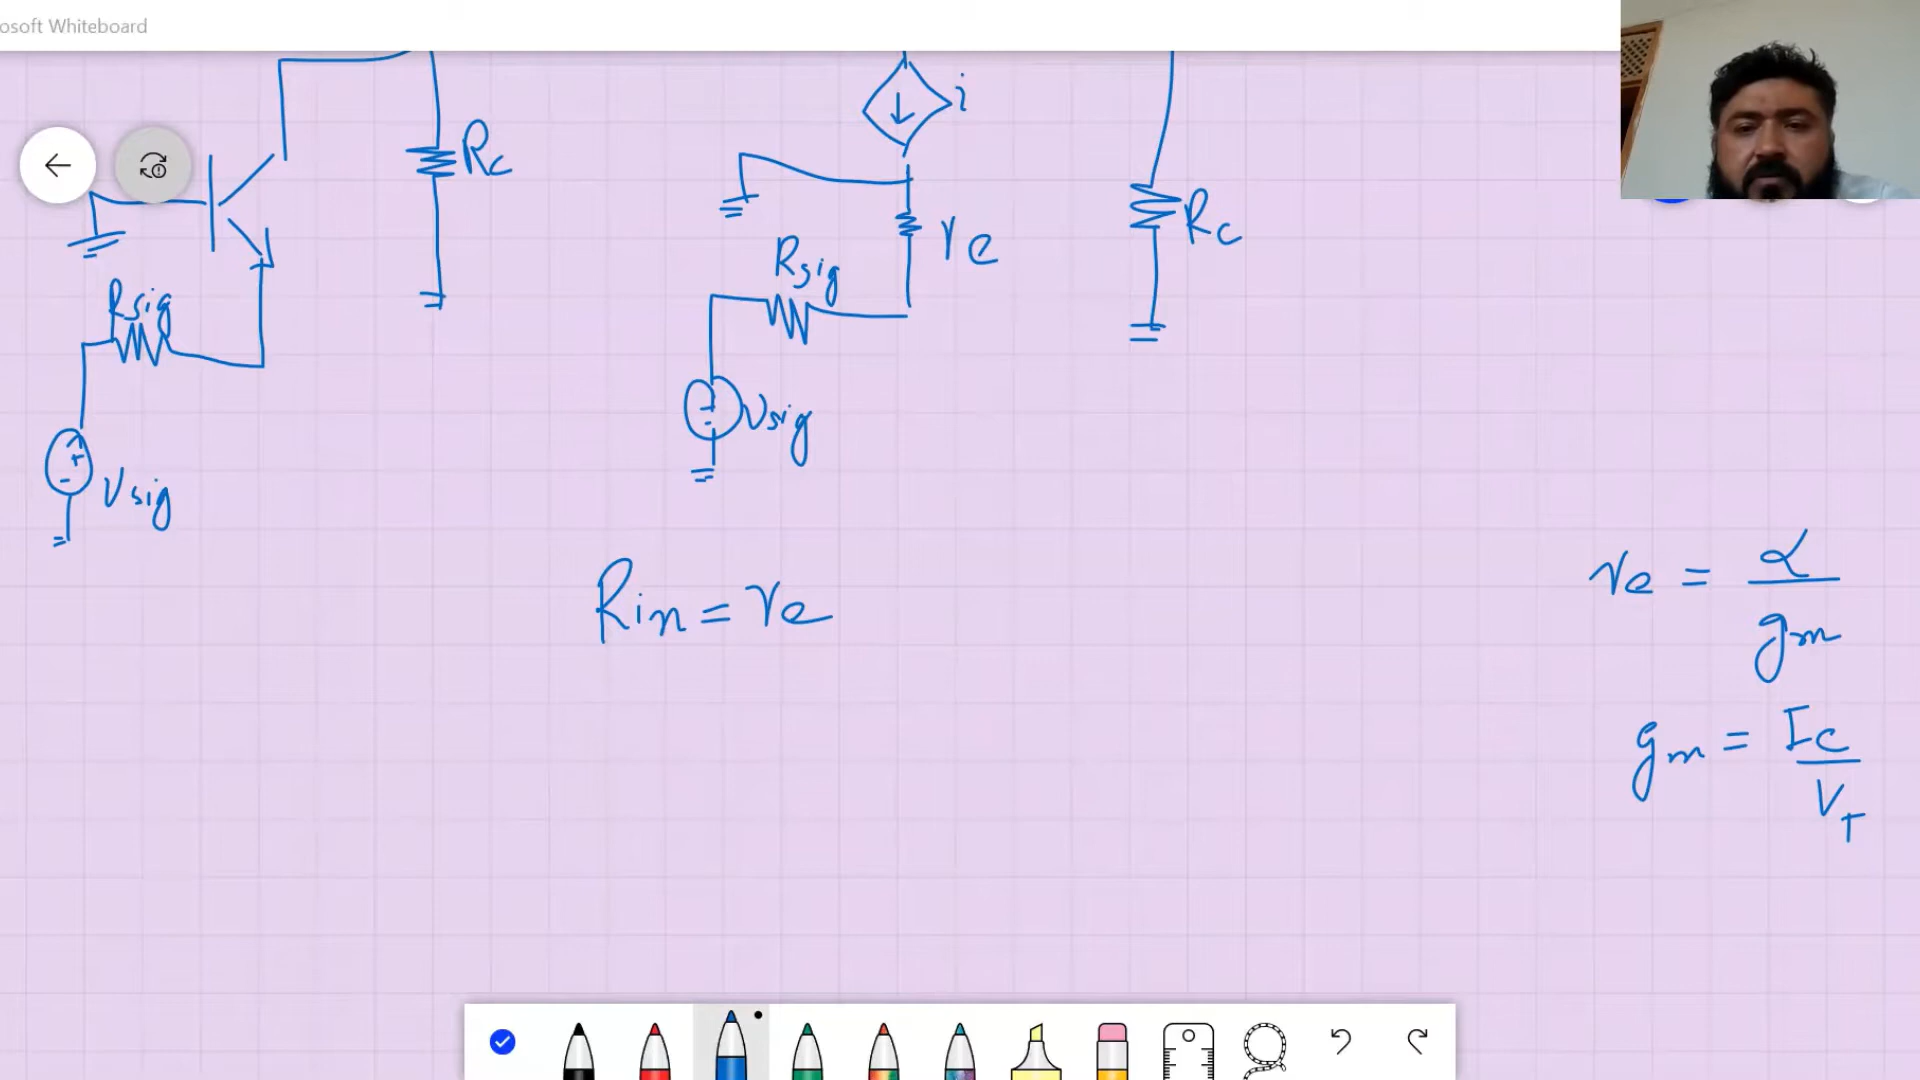 osoft Whiteboard
Rc
i
re
Rsig
Rc
Rsig
Vsig
Vsig
+
-
Rin = re
re = α / gm
gm = Ic / VT